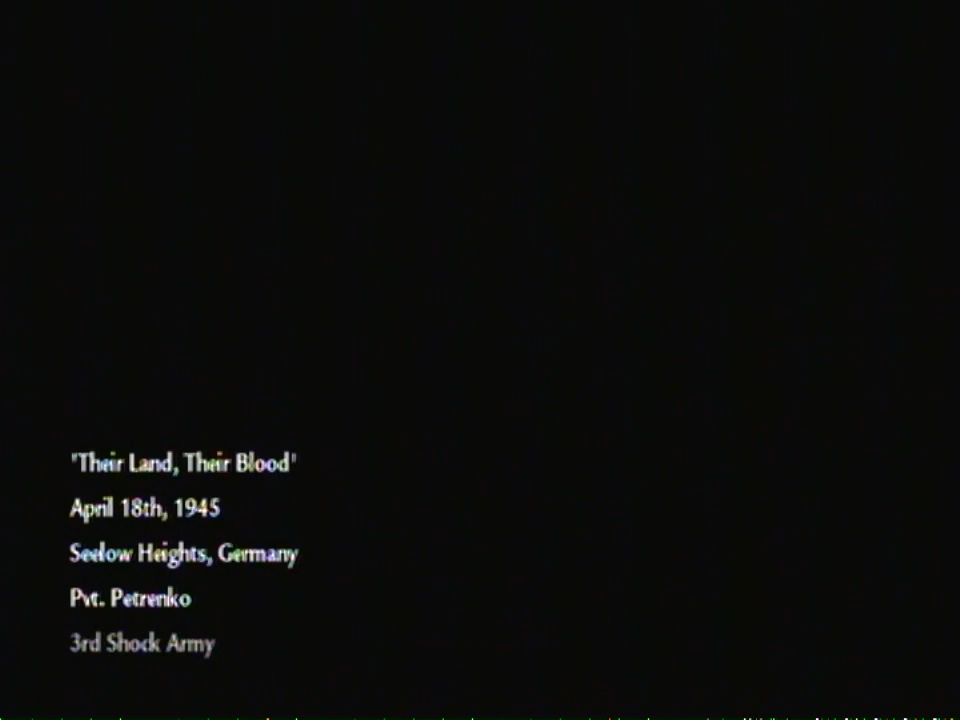 "Their Land, Their Blood"
April 18th, 1945
Seelow Heights, Germany
Pvt. Petrenko
3rd Shock Army